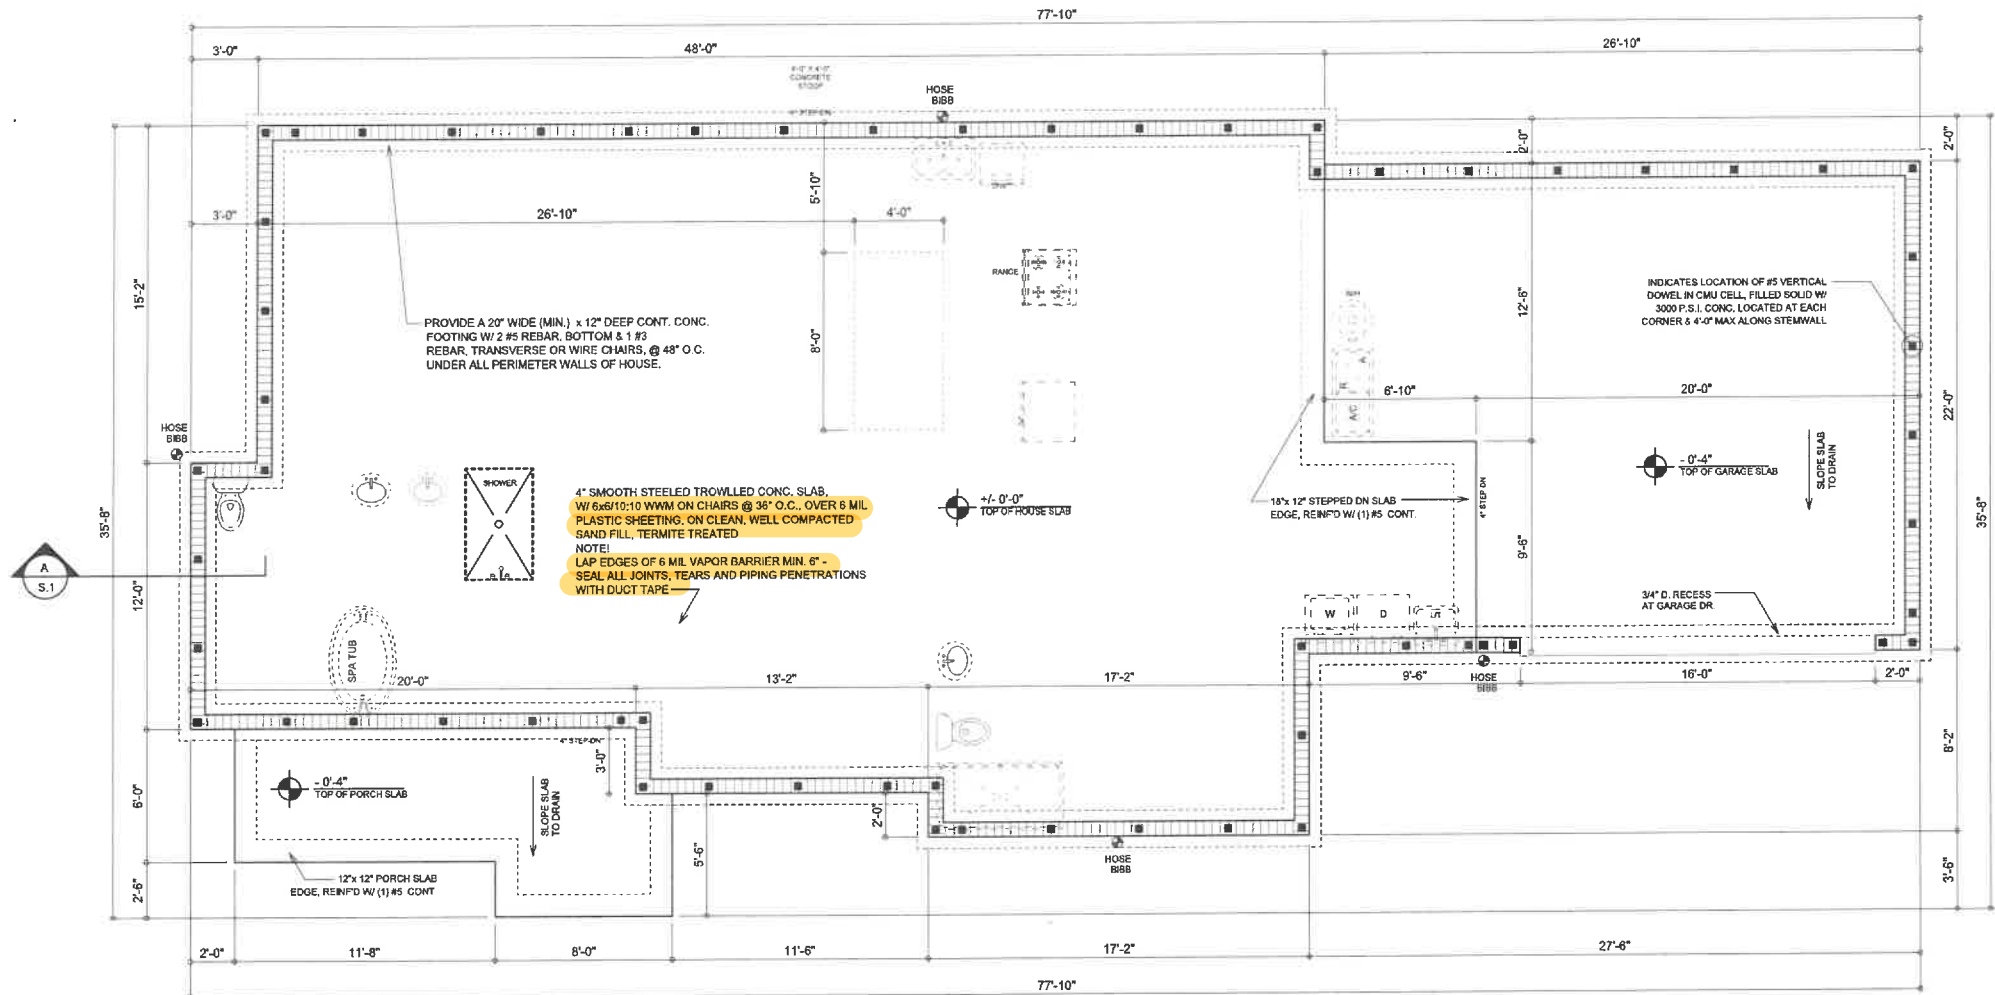 77'-10"
3'-0"
48'-0"
26'-10"
CONCRETE
STOOP
4" STEP DN
HOSE
BIBB
2'-0"
2'-0"
5'-10"
3'-0"
26'-10"
4'-0"
15'-2"
RANGE
INDICATES LOCATION OF #5 VERTICAL
DOWEL IN CMU CELL, FILLED SOLID W/
3000 P.S.I. CONC. LOCATED AT EACH
CORNER & 4'-0" MAX ALONG STEMWALL
12'-6"
PROVIDE A 20" WIDE (MIN.) x 12" DEEP CONT. CONC.
FOOTING W/ 2 #5 REBAR, BOTTOM & 1 #3
REBAR, TRANSVERSE OR WIRE CHAIRS, @ 48" O.C.
UNDER ALL PERIMETER WALLS OF HOUSE.
8'-0"
A/C
6'-10"
20'-0"
22'-0"
HOSE
BIBB
- 0'-4"
TOP OF GARAGE SLAB
SLOPE SLAB
TO DRAIN
35'-8"
35'-8"
SHOWER
4" SMOOTH STEELED TROWLLED CONC. SLAB,
W/ 6x6/10:10 WWM ON CHAIRS @ 36" O.C., OVER 6 MIL
PLASTIC SHEETING, ON CLEAN, WELL COMPACTED
SAND FILL, TERMITE TREATED
NOTE!
LAP EDGES OF 6 MIL VAPOR BARRIER MIN. 6" -
SEAL ALL JOINTS, TEARS AND PIPING PENETRATIONS
WITH DUCT TAPE
+/- 0'-0"
TOP OF HOUSE SLAB
18"x 12" STEPPED DN SLAB
EDGE, REINF'D W/ (1) #5 CONT.
4" STEP DN
9'-6"
A
S.1
12'-0"
3/4" D. RECESS
AT GARAGE DR.
W
D
SPA TUB
20'-0"
13'-2"
17'-2"
9'-6"
HOSE
BIBB
16'-0"
2'-0"
4" STEP DN
3'-0"
8'-2"
- 0'-4"
TOP OF PORCH SLAB
SLOPE SLAB
TO DRAIN
6'-0"
2'-0"
5'-6"
HOSE
BIBB
12"x 12" PORCH SLAB
EDGE, REINF'D W/ (1) #5 CONT
2'-6"
3'-6"
2'-0"
11'-8"
8'-0"
11'-6"
17'-2"
27'-6"
77'-10"